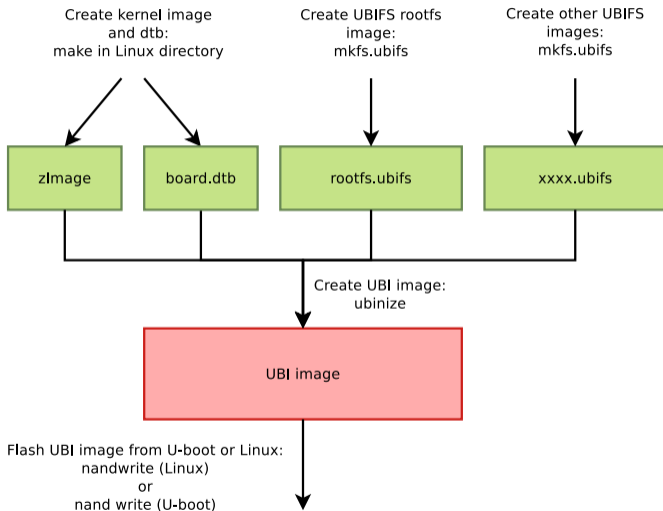 Create kernel image
and dtb:
make in Linux directory
Create UBIFS rootfs
image:
mkfs.ubifs
Create other UBIFS
images:
mkfs.ubifs
zImage
board.dtb
rootfs.ubifs
xxxx.ubifs
Create UBI image:
ubinize
UBI image
Flash UBI image from U-boot or Linux:
nandwrite (Linux)
or
nand write (U-boot)